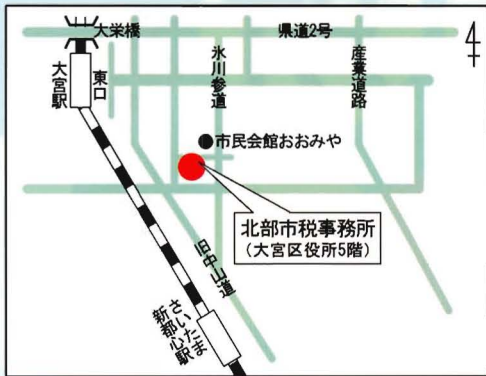 大栄橋
県道2号
大宮駅
東口
氷川参道
産業道路
市民会館おおみや
北部市税事務所
(大宮区役所5階)
旧中山道
さいたま
新都心駅